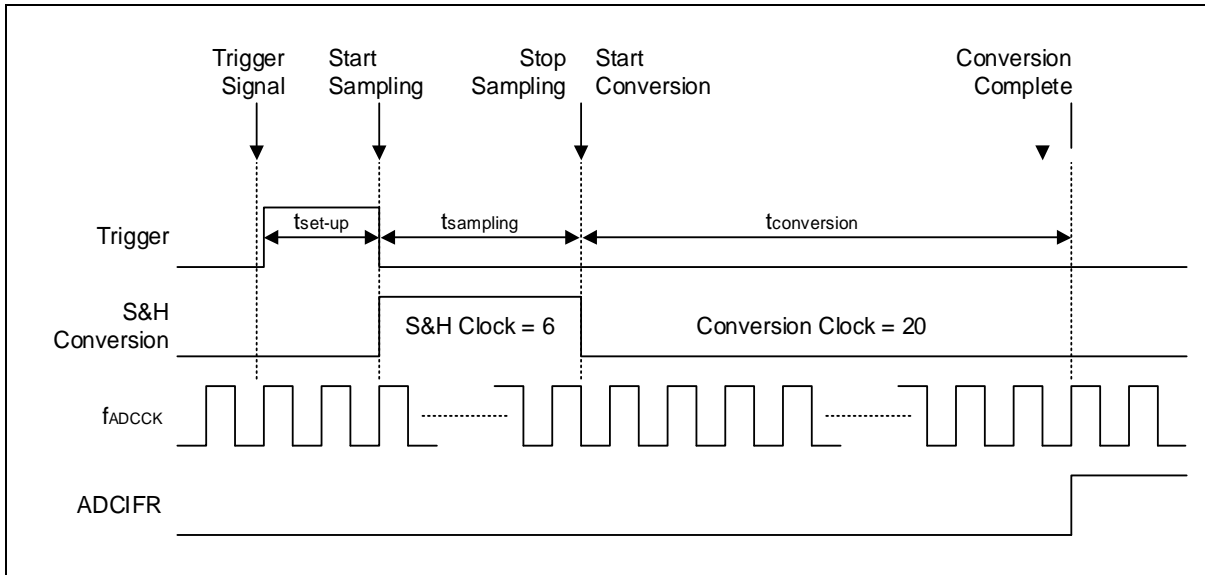 Trigger
Signal
Start
Sampling
Stop
Sampling
Start
Conversion
Conversion
Complete
Trigger
tset-up
tsampling
tconversion
S&H
Conversion
S&H Clock = 6
Conversion Clock = 20
fADCCK
ADCIFR